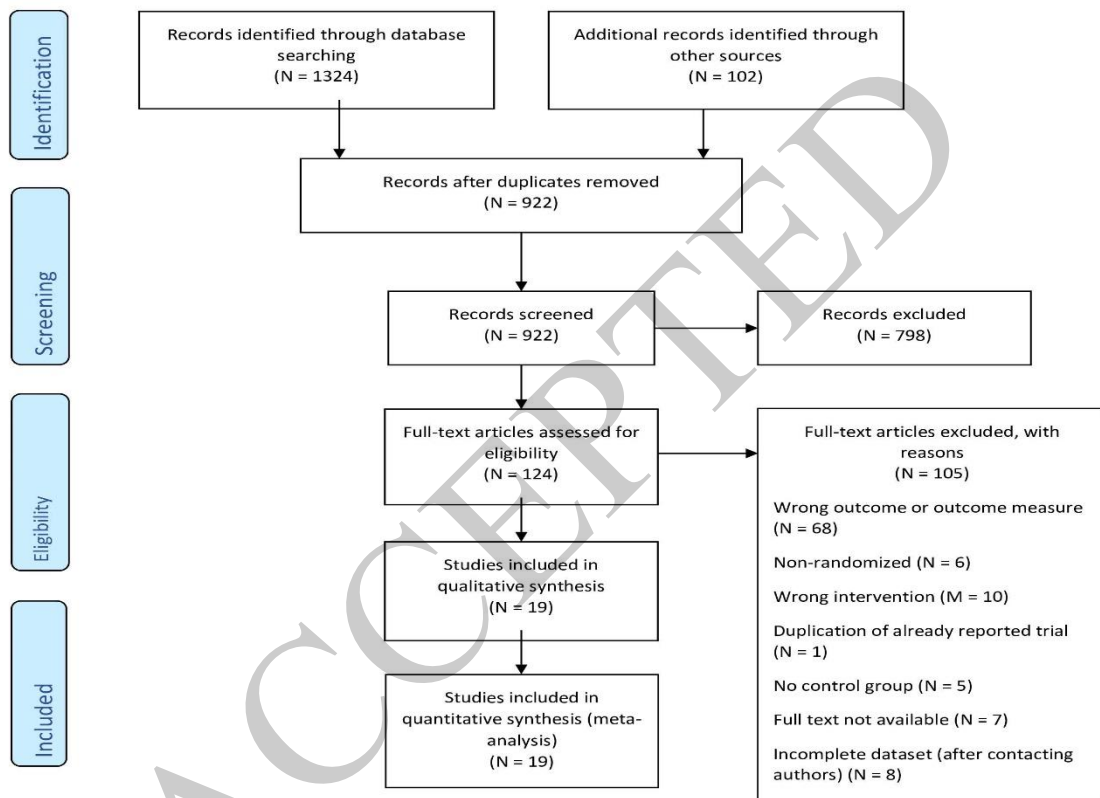 Identification
Records identified through database
searching
(N = 1324)
Additional records identified through
other sources
(N = 102)
Records after duplicates removed
(N = 922)
Screening
Records screened
(N = 922)
Records excluded
(N = 798)
Eligibility
Full-text articles assessed for
eligibility
(N = 124)
Full-text articles excluded, with
reasons
(N = 105)
Wrong outcome or outcome measure
(N = 68)
Non-randomized (N = 6)
Wrong intervention (M = 10)
Duplication of already reported trial
(N = 1)
No control group (N = 5)
Full text not available (N = 7)
Incomplete dataset (after contacting
authors) (N = 8)
Studies included in
qualitative synthesis
(N = 19)
Included
Studies included in
quantitative synthesis (meta-
analysis)
(N = 19)
ACCEPTED